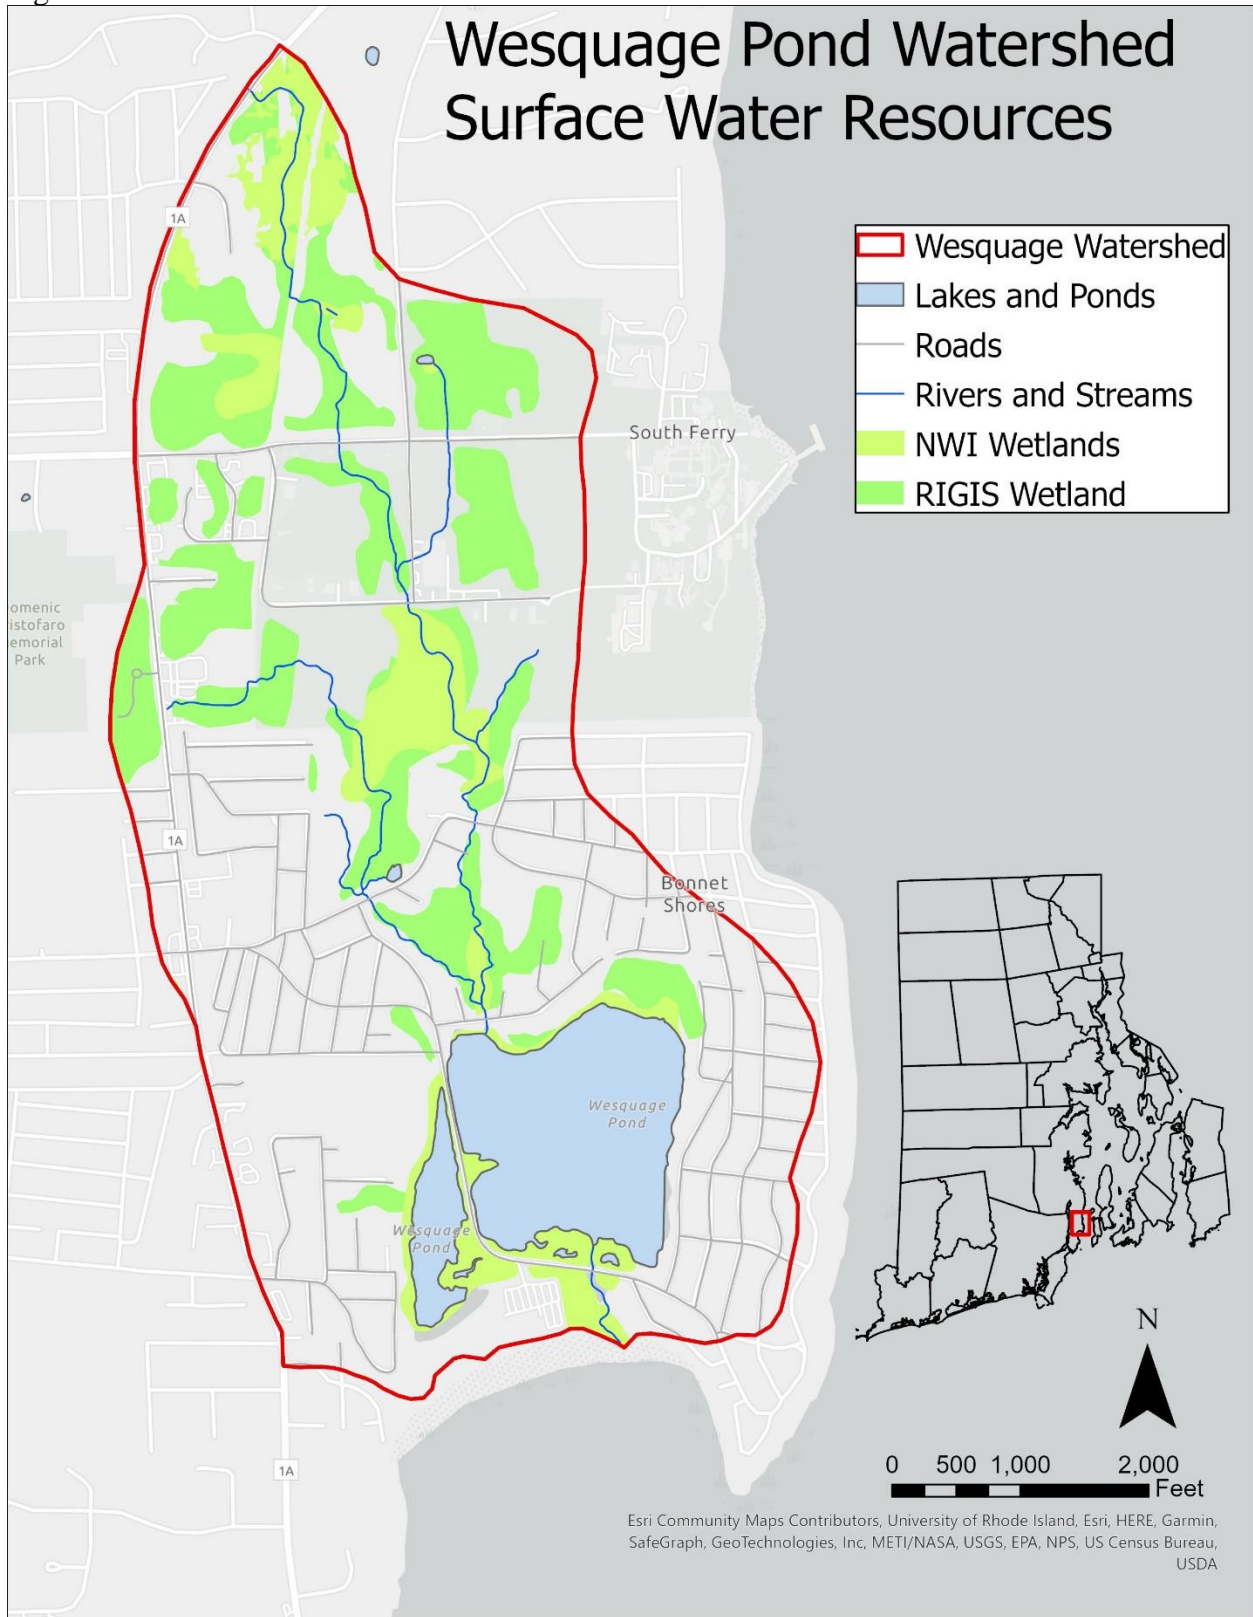 Wesquage Pond Watershed
Surface Water Resources
Wesquage Watershed
Lakes and Ponds
Roads
Rivers and Streams
NWI Wetlands
RIGIS Wetland
1A
South Ferry
omenic
istofaro
emorial
Park
1A
Bonnet
Shores
Wesquage
Pond
Wesquage
Pond
1A
N
0 500 1,000 2,000
Feet
Esri Community Maps Contributors, University of Rhode Island, Esri, HERE, Garmin,
SafeGraph, GeoTechnologies, Inc, METI/NASA, USGS, EPA, NPS, US Census Bureau,
USDA